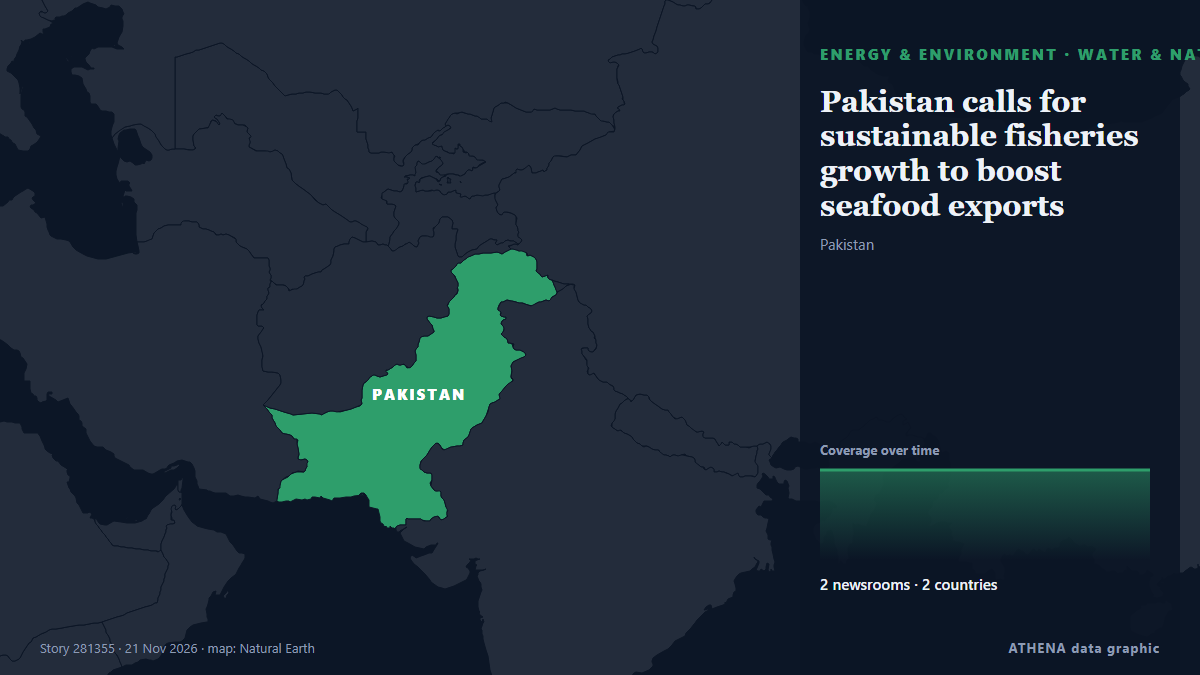 ENERGY & ENVIRONMENT · WATER & NAT
Pakistan calls for
sustainable fisheries
growth to boost
seafood exports
Pakistan
PAKISTAN
Coverage over time
2 newsrooms · 2 countries
Story 281355 · 21 Nov 2026 · map: Natural Earth
ATHENA data graphic